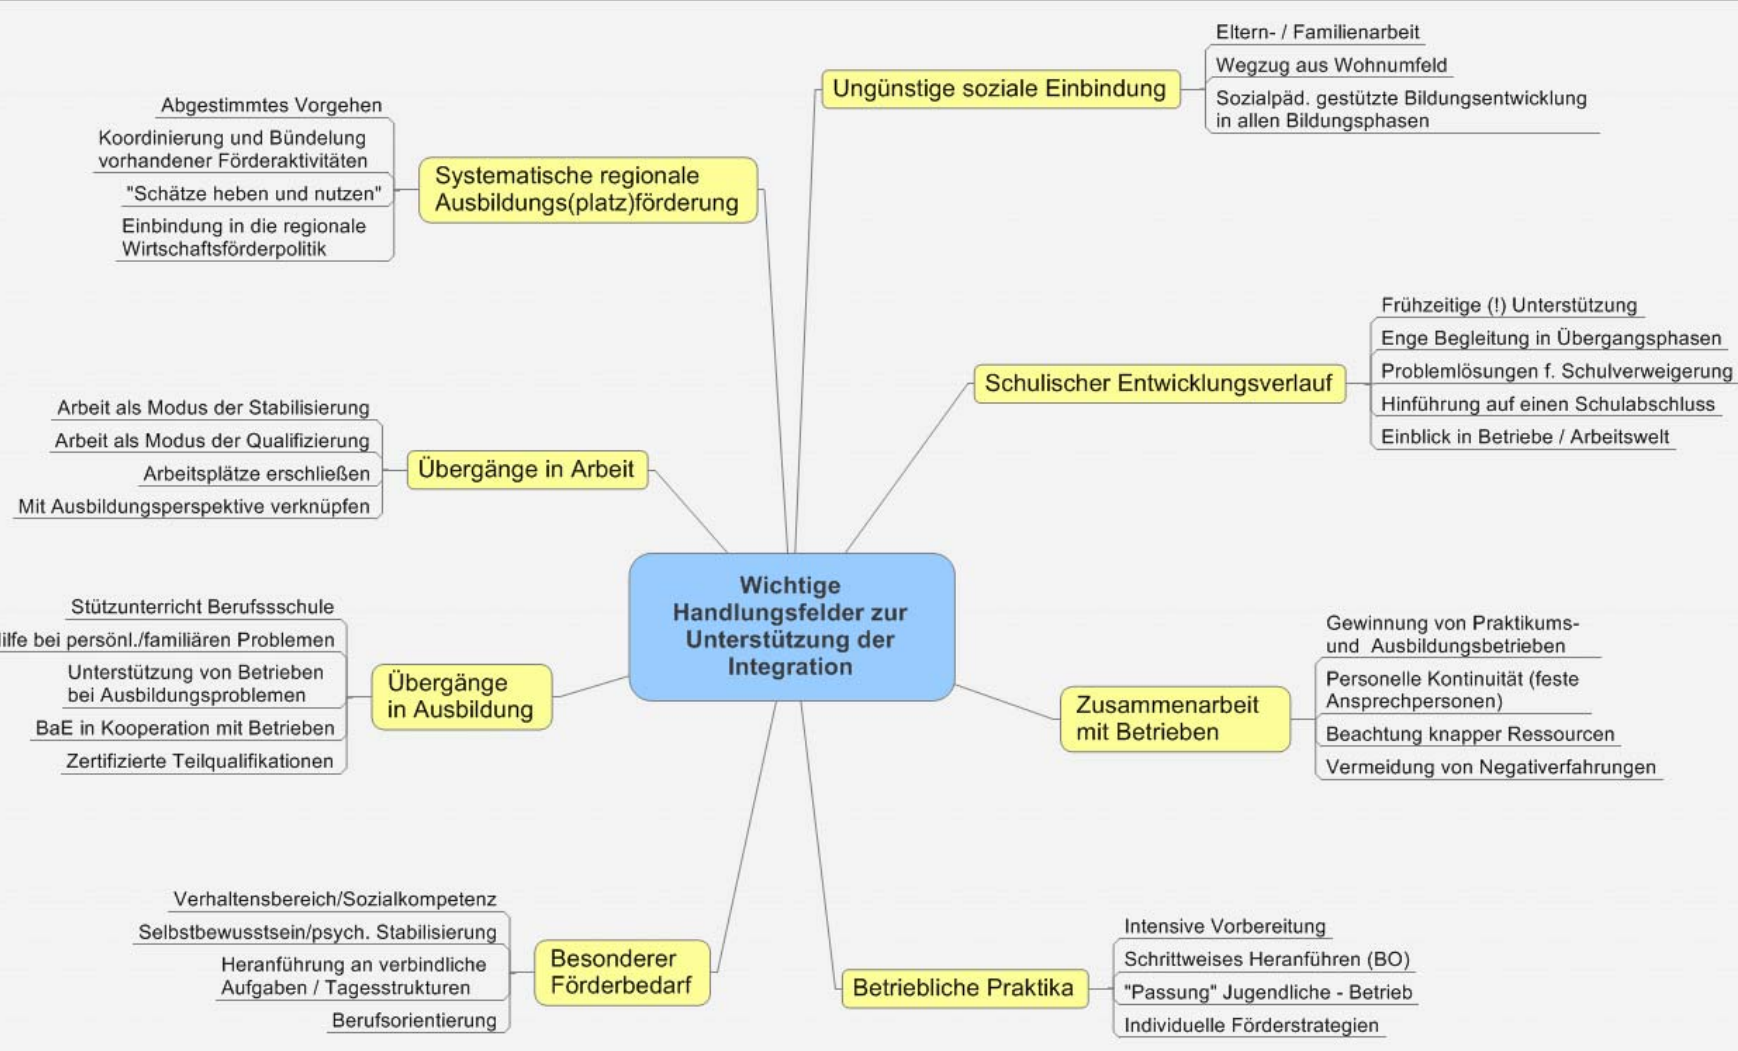 Wichtige
Handlungsfelder zur
Unterstützung der
Integration
Ungünstige soziale Einbindung
Eltern- / Familienarbeit
Wegzug aus Wohnumfeld
Sozialpäd. gestützte Bildungsentwicklung
in allen Bildungsphasen
Schulischer Entwicklungsverlauf
Frühzeitige (!) Unterstützung
Enge Begleitung in Übergangsphasen
Problemlösungen f. Schulverweigerung
Hinführung auf einen Schulabschluss
Einblick in Betriebe / Arbeitswelt
Zusammenarbeit
mit Betrieben
Gewinnung von Praktikums-
und Ausbildungsbetrieben
Personelle Kontinuität (feste
Ansprechpersonen)
Beachtung knapper Ressourcen
Vermeidung von Negativerfahrungen
Betriebliche Praktika
Intensive Vorbereitung
Schrittweises Heranführen (BO)
"Passung" Jugendliche - Betrieb
Individuelle Förderstrategien
Besonderer
Förderbedarf
Verhaltensbereich/Sozialkompetenz
Selbstbewusstsein/psych. Stabilisierung
Heranführung an verbindliche
Aufgaben / Tagesstrukturen
Berufsorientierung
Übergänge
in Ausbildung
Stützunterricht Berufssschule
bei persönl./familiären Problemen
Unterstützung von Betrieben
bei Ausbildungsproblemen
BaE in Kooperation mit Betrieben
Zertifizierte Teilqualifikationen
Übergänge in Arbeit
Arbeit als Modus der Stabilisierung
Arbeit als Modus der Qualifizierung
Arbeitsplätze erschließen
Mit Ausbildungsperspektive verknüpfen
Systematische regionale
Ausbildungs(platz)förderung
Abgestimmtes Vorgehen
Koordinierung und Bündelung
vorhandener Förderaktivitäten
"Schätze heben und nutzen"
Einbindung in die regionale
Wirtschaftsförderpolitik